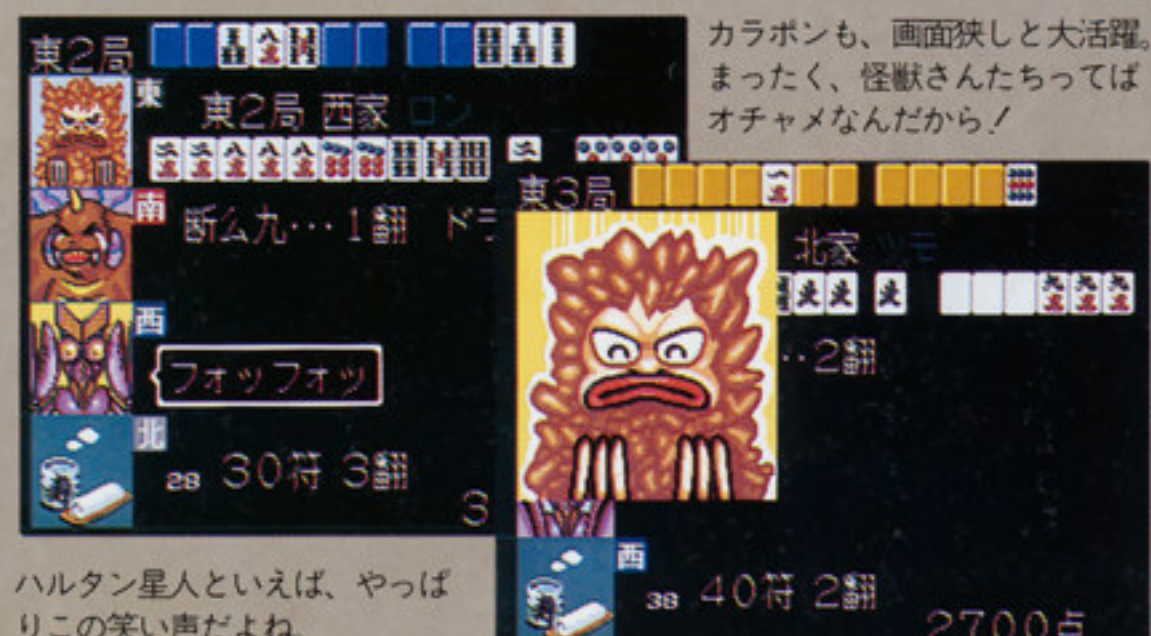 カラポンも、画面狭しと大活躍。
まったく、怪獣さんたちってば
オチャメなんだから!
東2局
東
東2局 西家 ロン
南
断么九…1翻 ド
西
フォッフォッ
北
28 30符 3翻
3
東3局
北家 ツモ
‥2翻
西
38 40符 2翻
2700点
ハルタン星人といえば、やっぱ
りこの笑い声だよね。